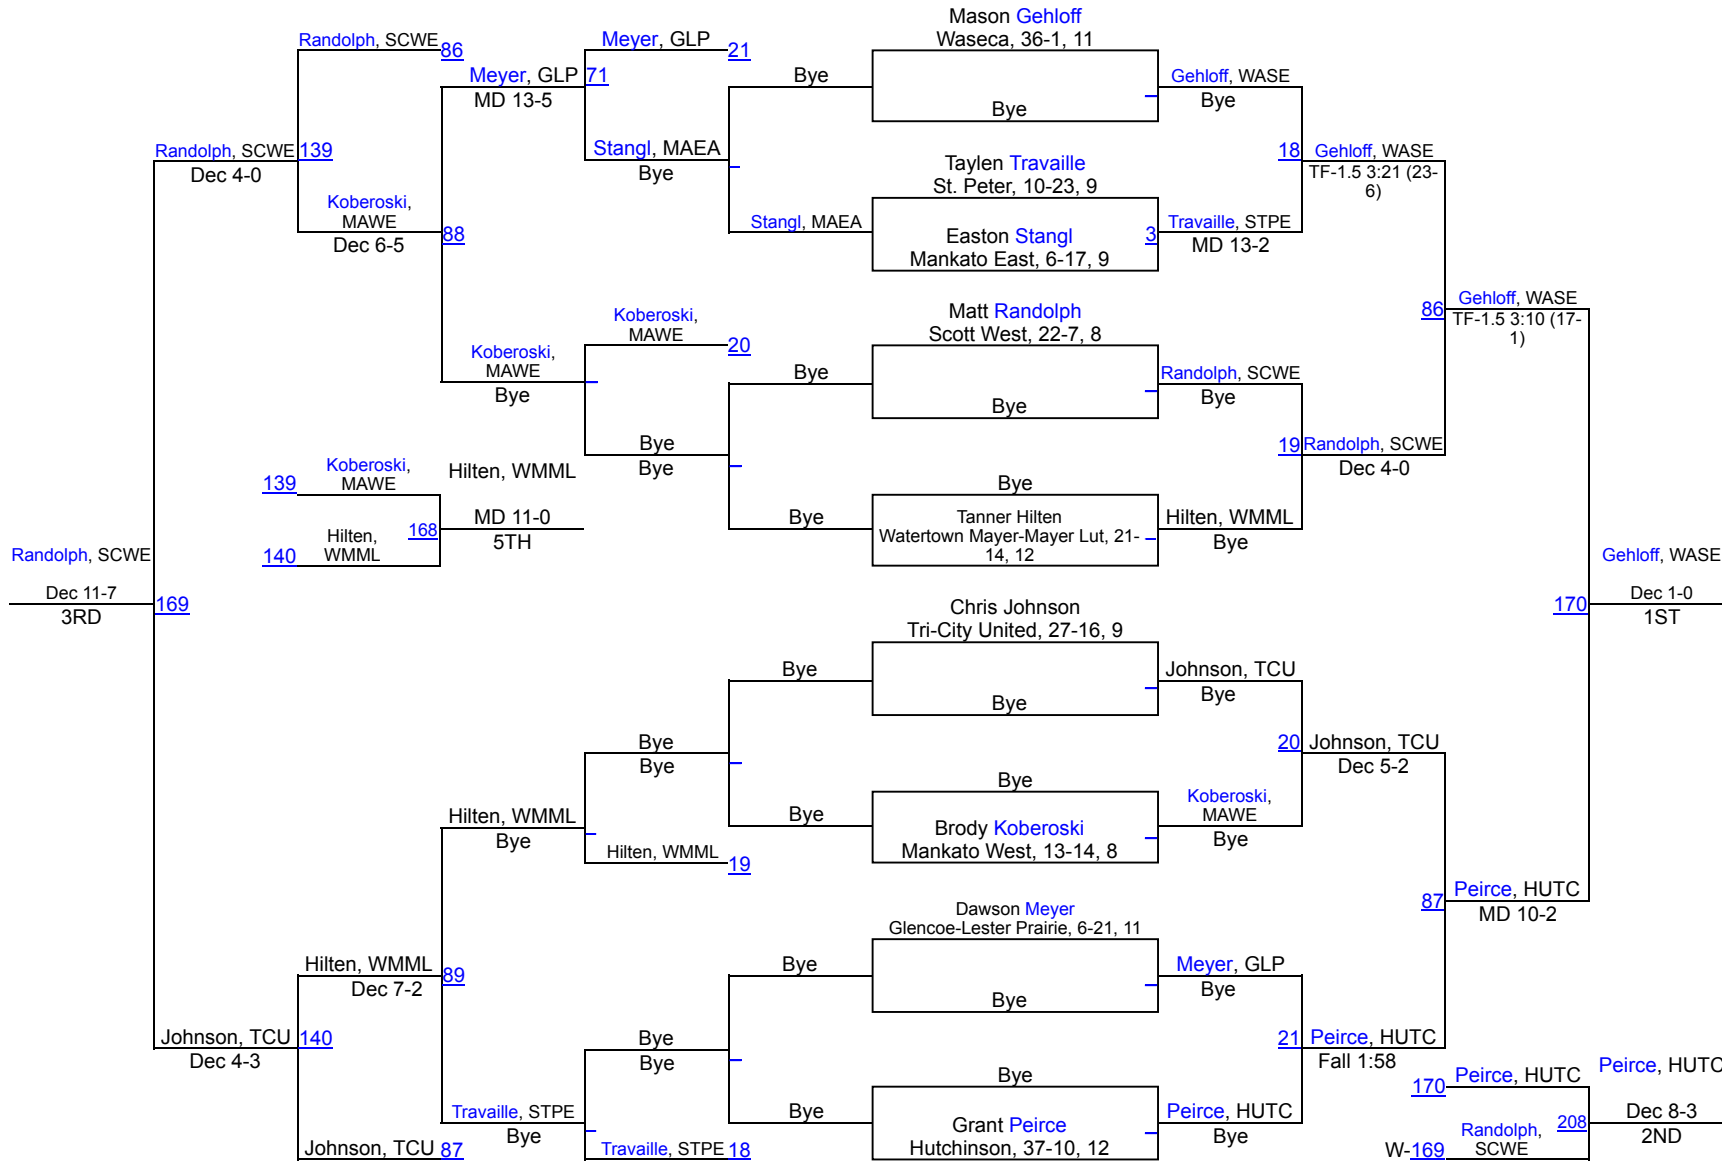 Randolph, SCWE
86
Meyer, GLP
MD 13-5
71
Meyer, GLP
21
Stangl, MAEA
Bye
Bye
Mason Gehloff
Waseca, 36-1, 11
Bye
Gehloff, WASE
Bye
Randolph, SCWE
Dec 4-0
139
Koberoski,
MAWE
Dec 6-5
88
Stangl, MAEA
Taylen Travaille
St. Peter, 10-23, 9
Easton Stangl
Mankato East, 6-17, 9
3
Travaille, STPE
MD 13-2
18
Gehloff, WASE
TF-1.5 3:21 (23-
6)
Koberoski,
MAWE
Bye
Koberoski,
MAWE
20
Bye
Bye
Bye
Matt Randolph
Scott West, 22-7, 8
Bye
Randolph, SCWE
Bye
86
Gehloff, WASE
TF-1.5 3:10 (17-
1)
19
Randolph, SCWE
Dec 4-0
139
Koberoski,
MAWE
Hilten, WMML
140
Hilten,
WMML
168
MD 11-0
5TH
Bye
Bye
Tanner Hilten
Watertown Mayer-Mayer Lut, 21-
14, 12
Hilten, WMML
Bye
Randolph, SCWE
Dec 11-7
3RD
169
Gehloff, WASE
170
Dec 1-0
1ST
Chris Johnson
Tri-City United, 27-16, 9
Bye
Bye
Johnson, TCU
Bye
Bye
Bye
Hilten, WMML
Bye
Hilten, WMML
19
Bye
Bye
Brody Koberoski
Mankato West, 13-14, 8
Koberoski,
MAWE
Bye
20
Johnson, TCU
Dec 5-2
87
Peirce, HUTC
MD 10-2
Dawson Meyer
Glencoe-Lester Prairie, 6-21, 11
Bye
Bye
Meyer, GLP
Bye
Hilten, WMML
Dec 7-2
89
Johnson, TCU
Dec 4-3
140
Bye
Bye
21
Peirce, HUTC
Fall 1:58
Travaille, STPE
Bye
Travaille, STPE
18
Bye
Bye
Grant Peirce
Hutchinson, 37-10, 12
Peirce, HUTC
Bye
Johnson, TCU
87
170
Peirce, HUTC
Peirce, HUTC
W-169
Randolph,
SCWE
208
Dec 8-3
2ND